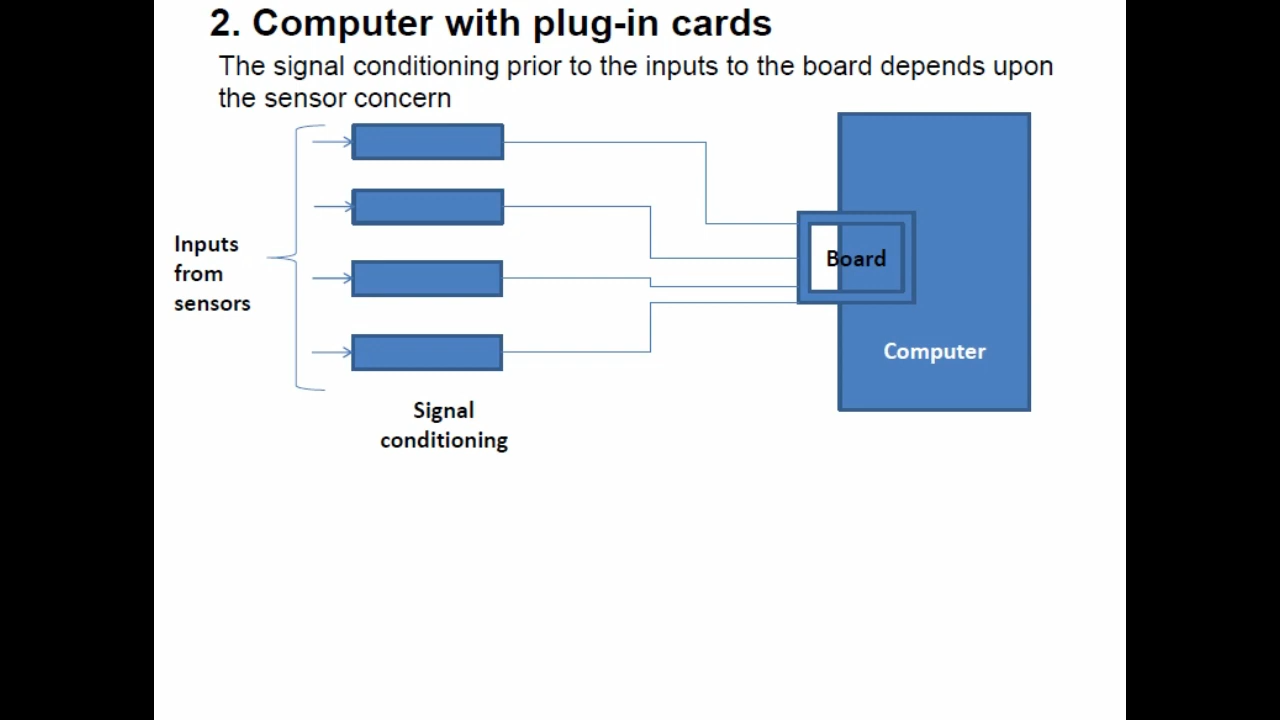 2. Computer with plug-in cards
The signal conditioning prior to the inputs to the board depends upon
the sensor concern
Inputs
from
sensors
Board
Computer
Signal
conditioning